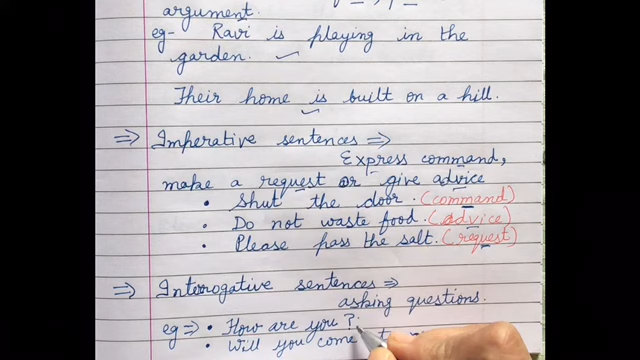 argument.
eg- Ravi is playing in the
garden.
Their home is built on a hill.
⇒ Imperative sentences ⇒
Express command,
make a request or give advice
• Shut the door. (command)
• Do not waste food. (advice)
• Please pass the salt. (request)
⇒ Interrogative sentences ⇒
asking questions.
eg ⇒ • How are you ?
• Will you come